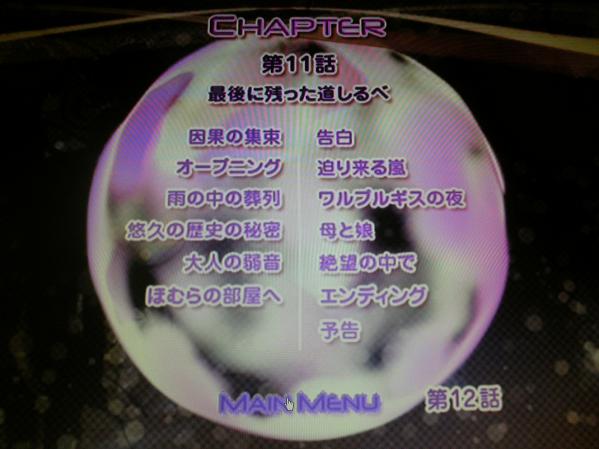 CHAPTER
第11話
最後に残った道しるべ
因果の集束
オープニング
雨の中の葬列
悠久の歴史の秘密
大人の弱音
ほむらの部屋へ
告白
迫り来る嵐
ワルプルギスの夜
母と娘
絶望の中で
エンディング
予告
MAIN MENU
第12話